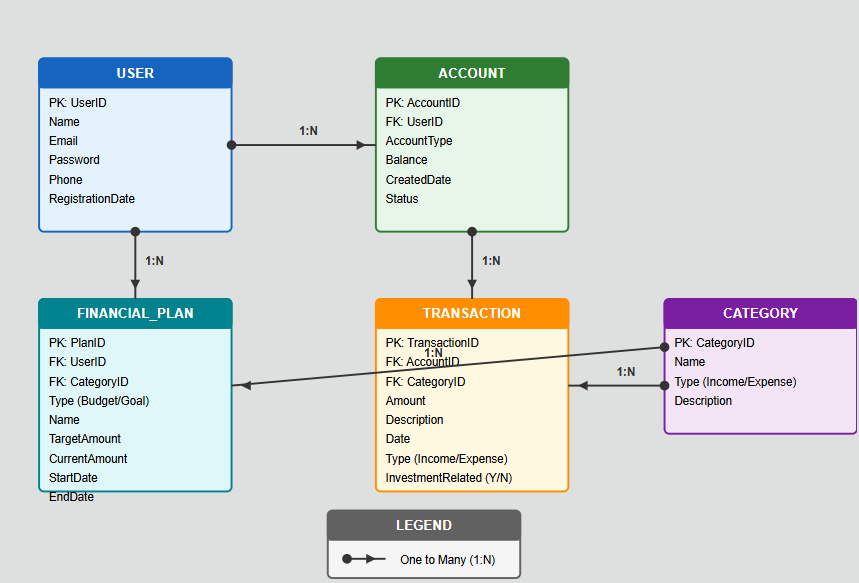 USER
PK: UserID
Name
Email
Password
Phone
RegistrationDate
1:N
ACCOUNT
PK: AccountID
FK: UserID
AccountType
Balance
CreatedDate
Status
1:N
1:N
FINANCIAL_PLAN
PK: PlanID
FK: UserID
FK: CategoryID
Type (Budget/Goal)
Name
TargetAmount
CurrentAmount
StartDate
EndDate
TRANSACTION
PK: TransactionID
1:N
FK: AccountID
FK: CategoryID
Amount
Description
Date
Type (Income/Expense)
InvestmentRelated (Y/N)
1:N
CATEGORY
PK: CategoryID
Name
Type (Income/Expense)
Description
LEGEND
One to Many (1:N)